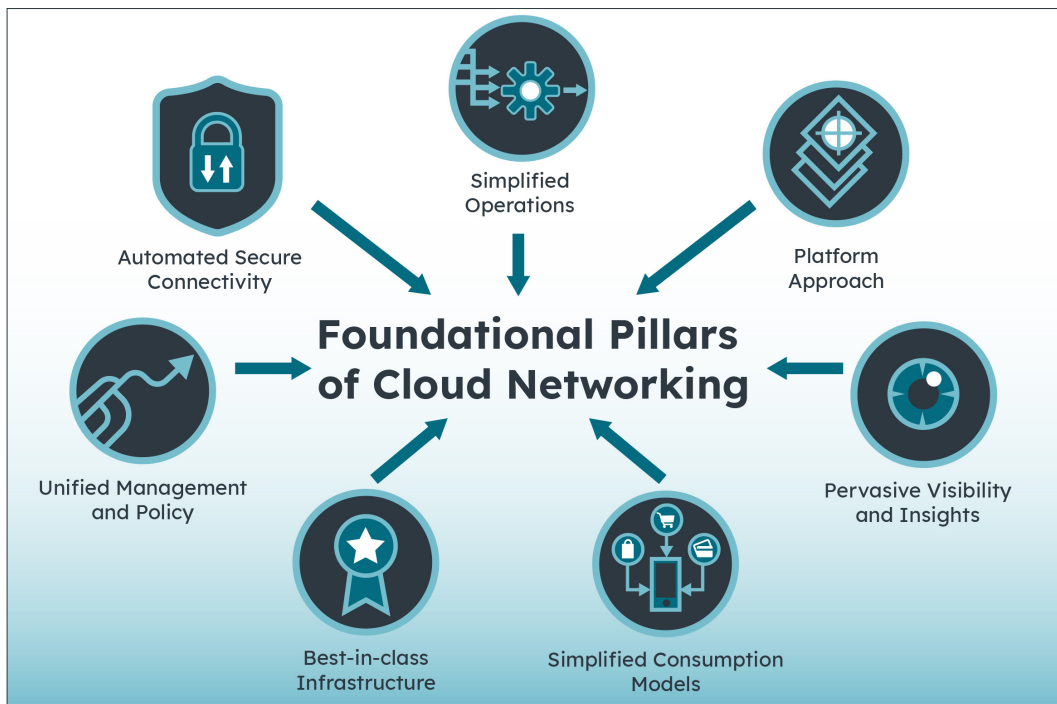 Simplified
Operations
Automated Secure
Connectivity
Platform
Approach
Foundational Pillars
of Cloud Networking
Unified Management
and Policy
Pervasive Visibility
and Insights
Best-in-class
Infrastructure
Simplified Consumption
Models